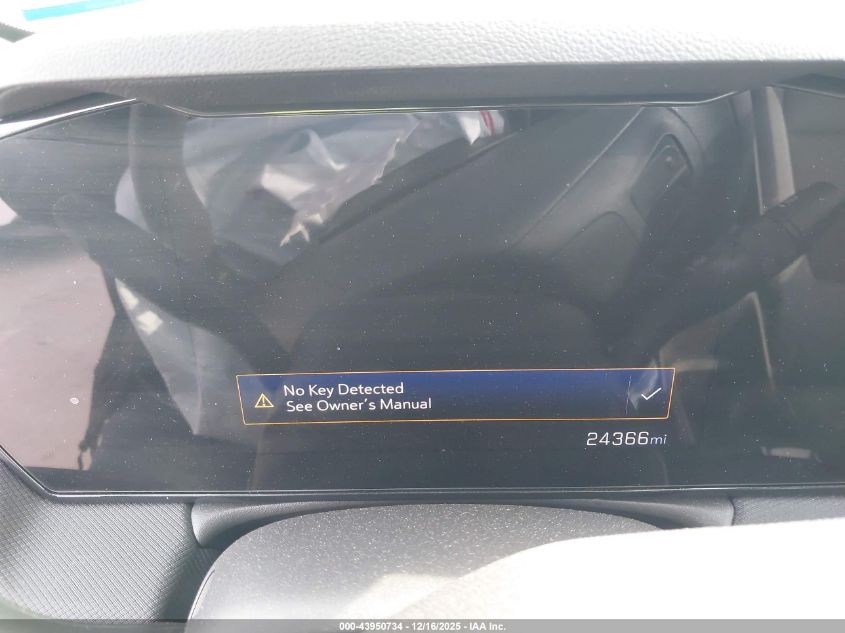 No Key Detected
See Owner's Manual
24366mi
000-43950734 - 12/16/2025 - IAA Inc.